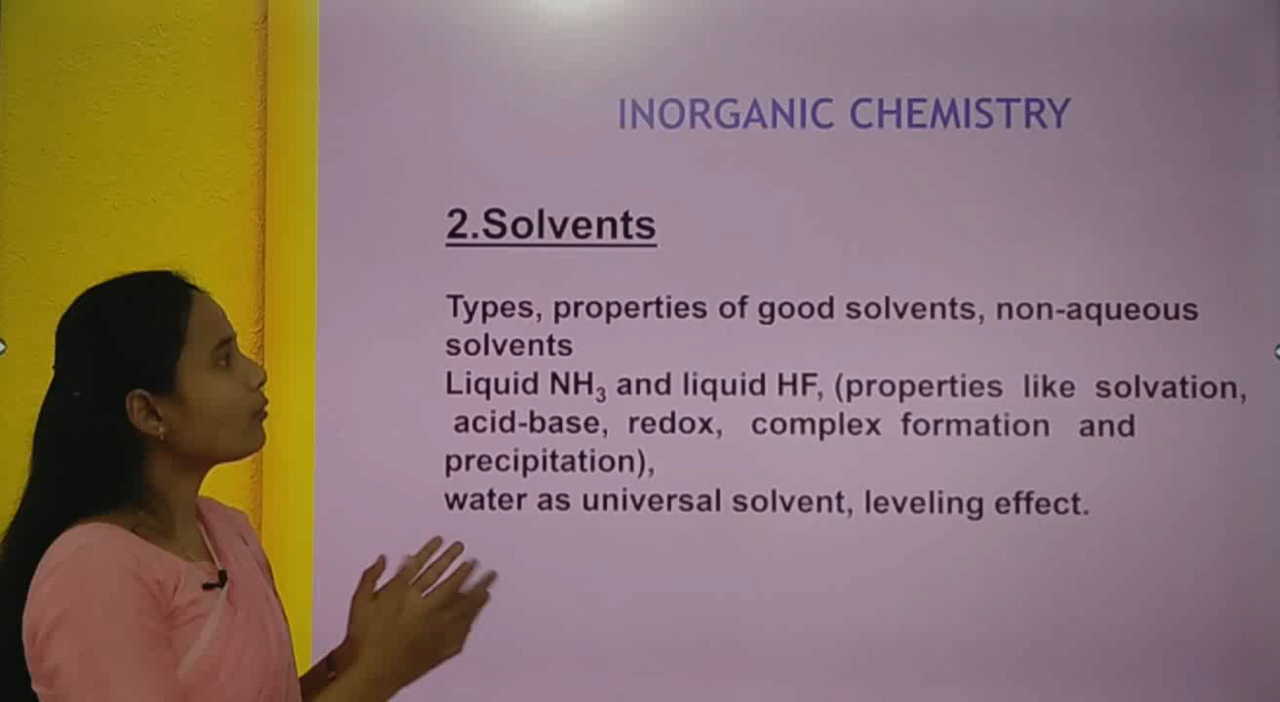 INORGANIC CHEMISTRY
2.Solvents
Types, properties of good solvents, non-aqueous
solvents
Liquid NH₃ and liquid HF, (properties like solvation,
acid-base, redox, complex formation and
precipitation),
water as universal solvent, leveling effect.